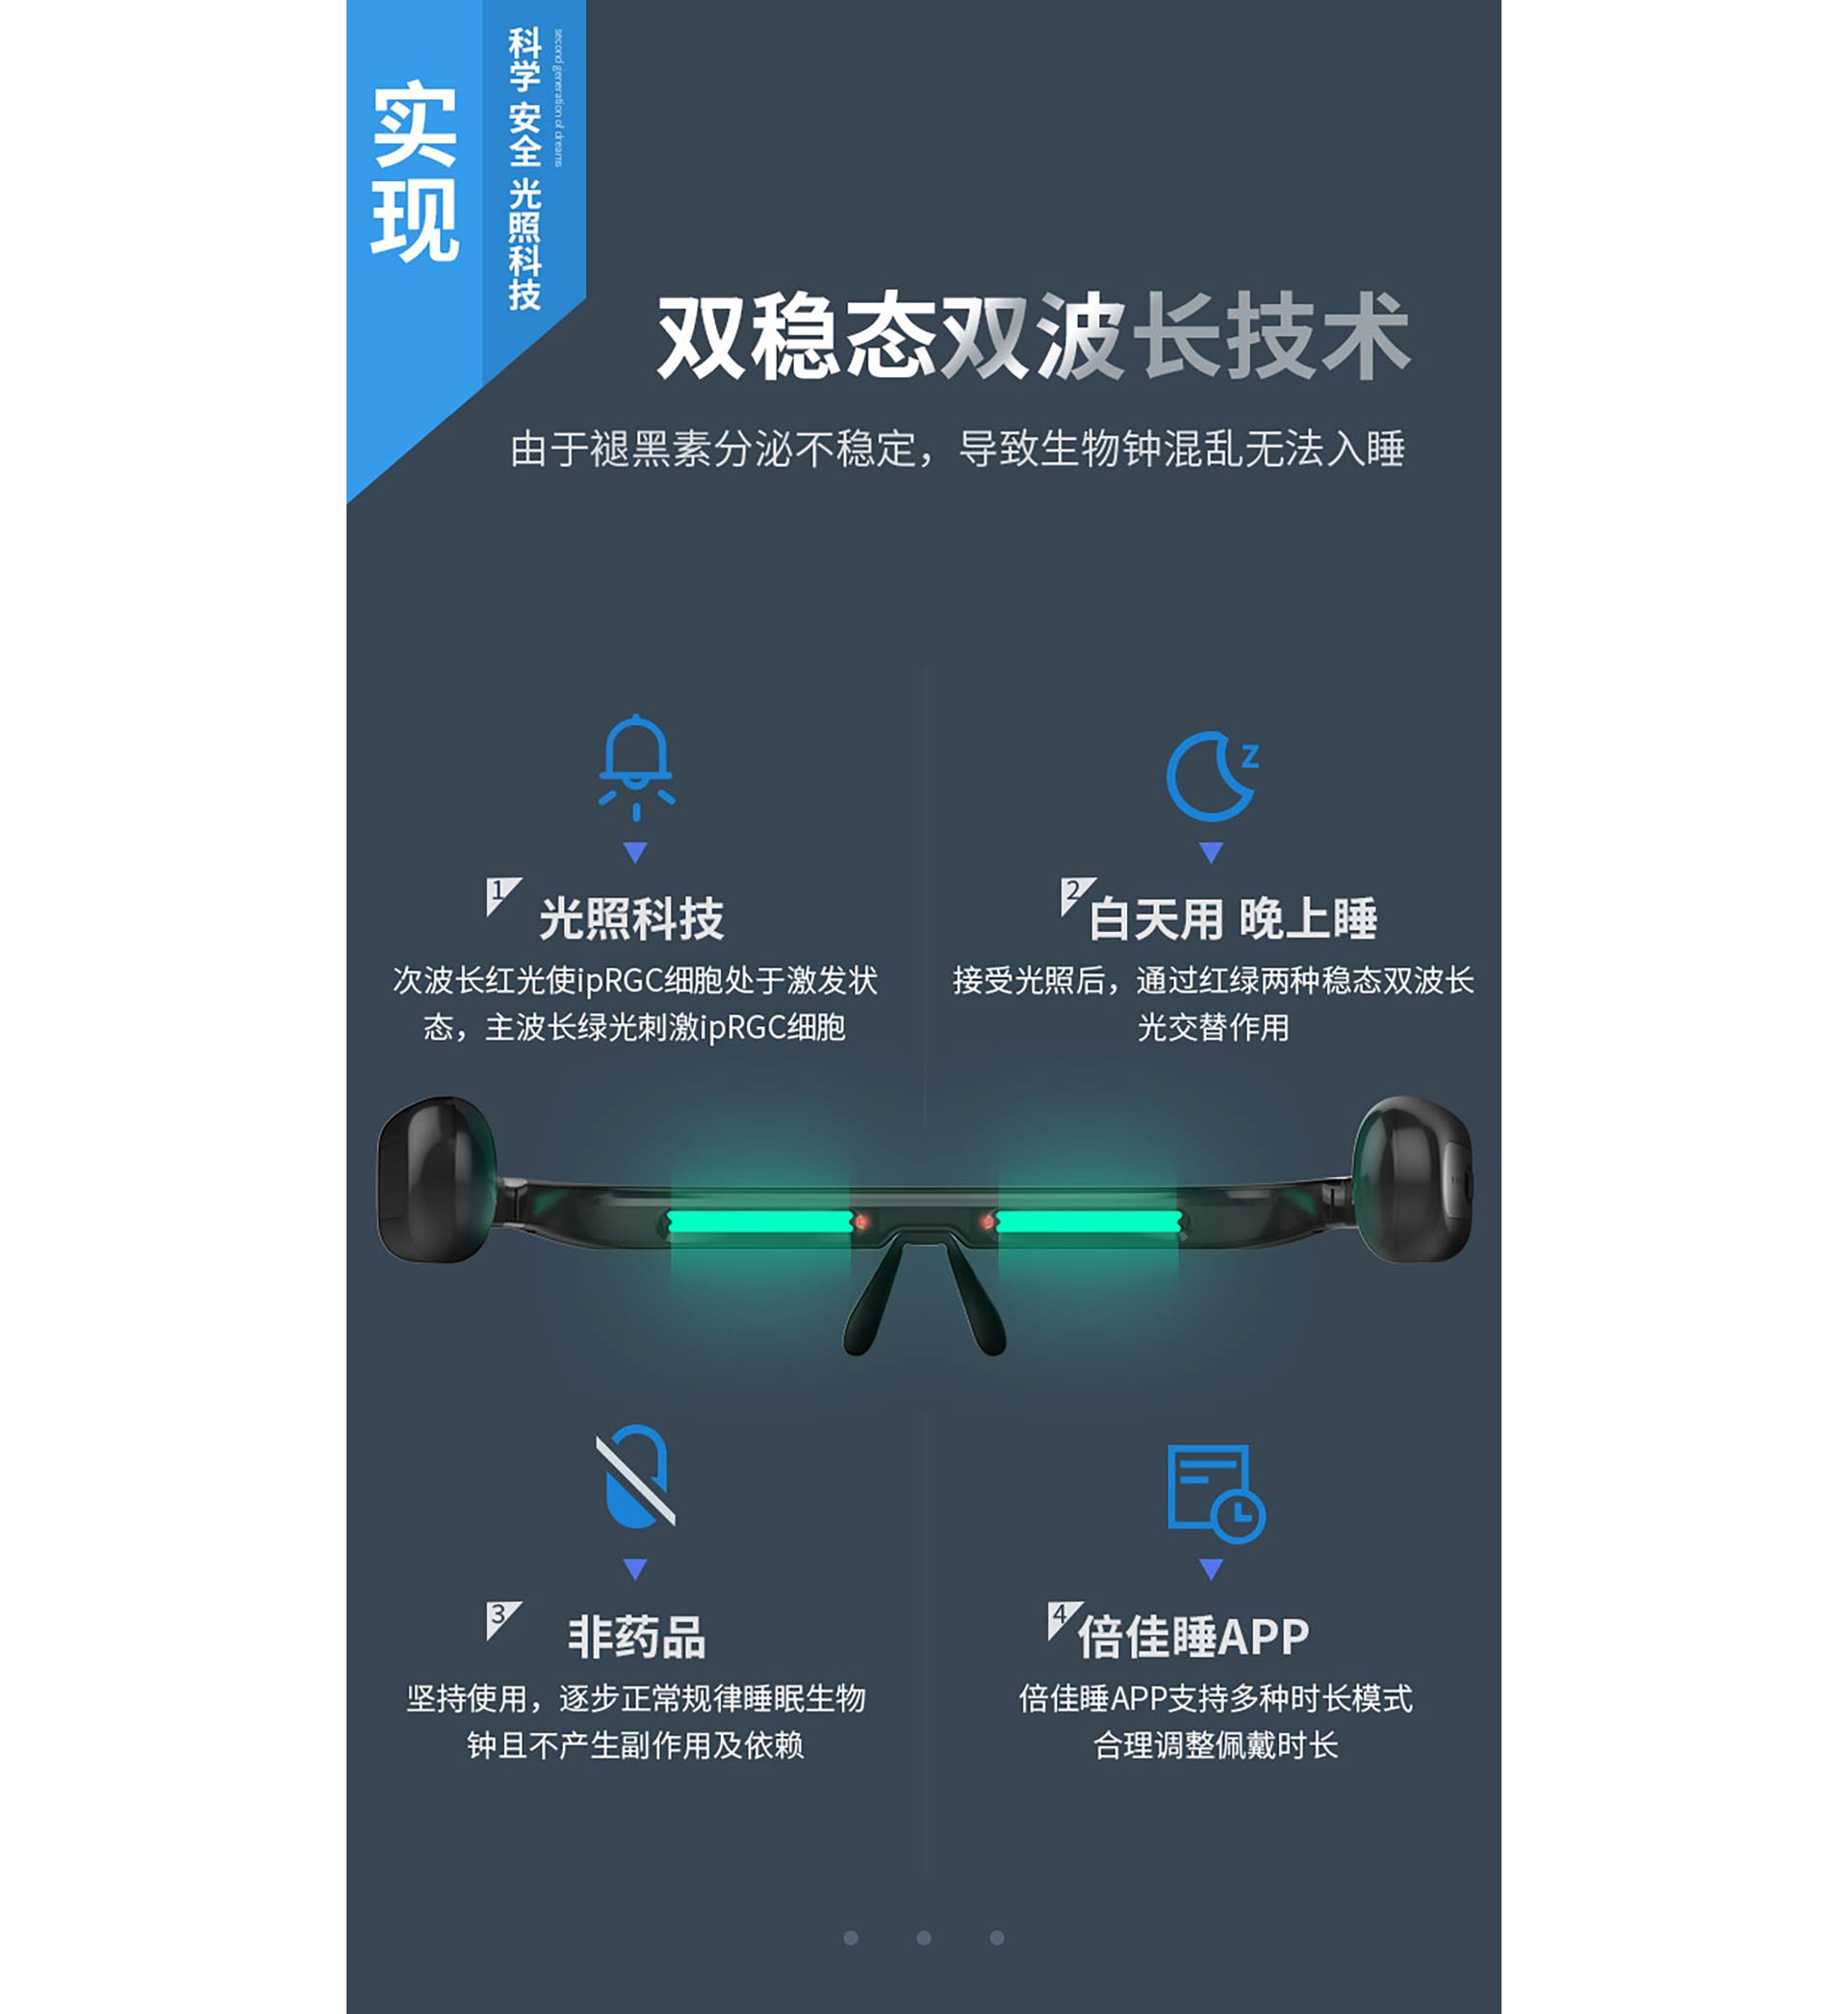 实现
科学 安全 光照科技
second generation of dreams
双稳态双波长技术
由于褪黑素分泌不稳定，导致生物钟混乱无法入睡
1
光照科技
次波长红光使ipRGC细胞处于激发状
态，主波长绿光刺激ipRGC细胞
2
白天用 晚上睡
接受光照后，通过红绿两种稳态双波长
光交替作用
Z
3
非药品
坚持使用，逐步正常规律睡眠生物
钟且不产生副作用及依赖
4
倍佳睡APP
倍佳睡APP支持多种时长模式
合理调整佩戴时长